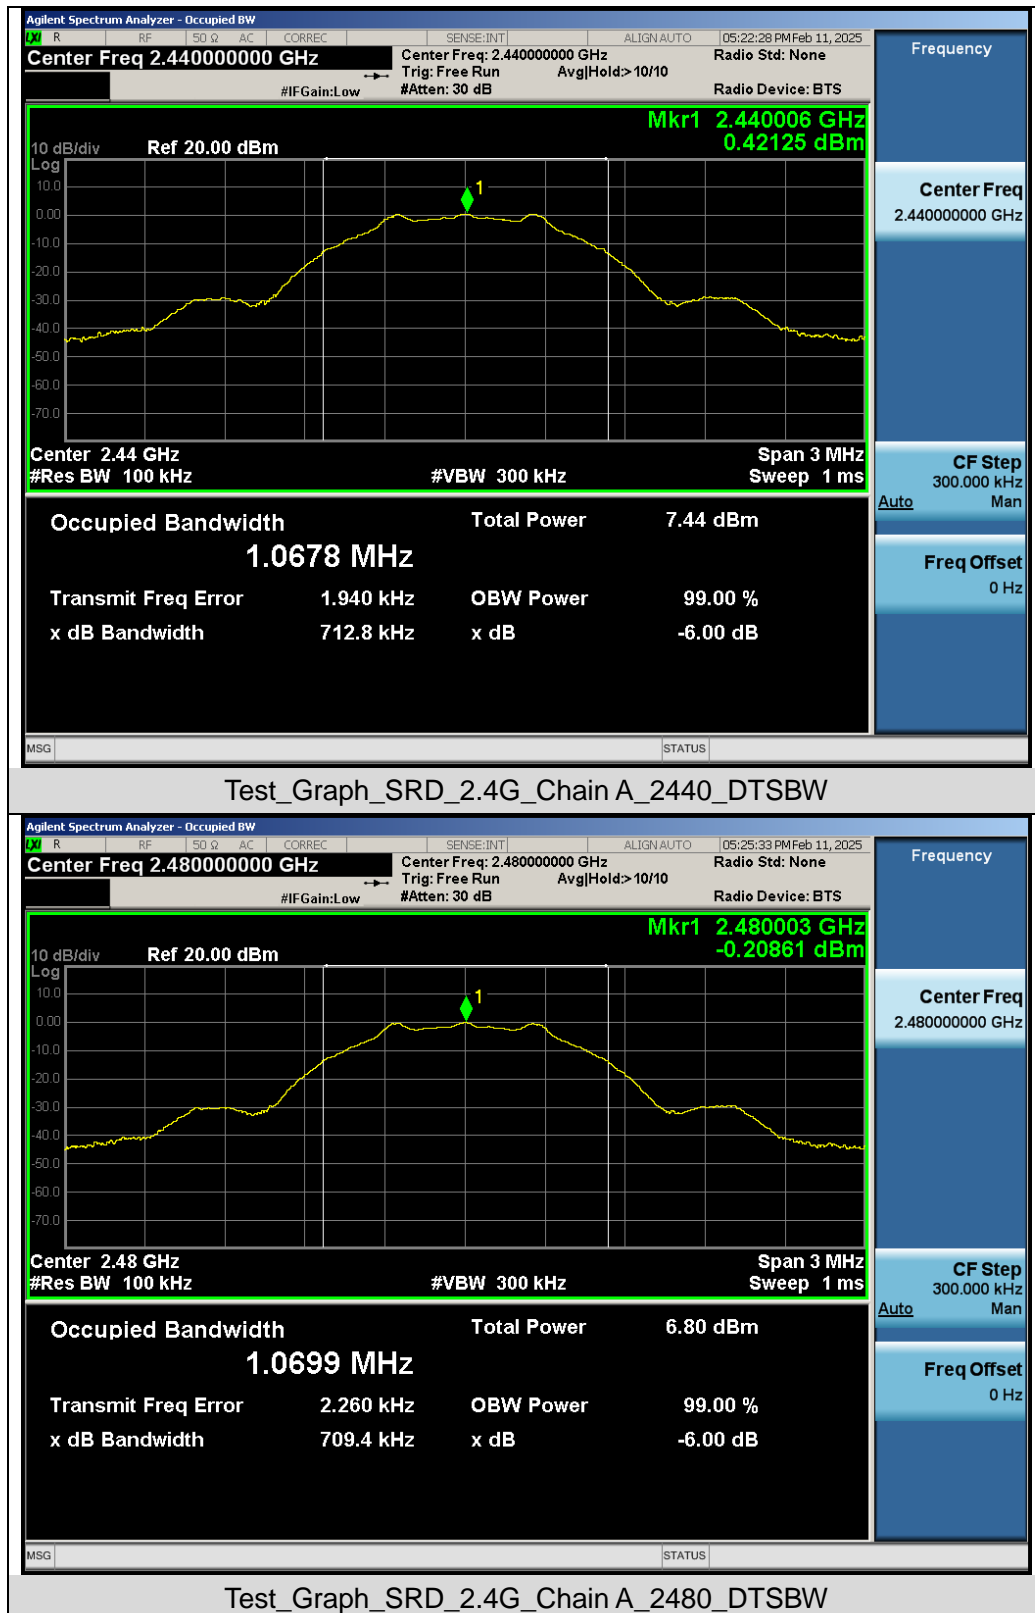 Agilent Spectrum Analyzer - Occupied BW
LXI R RF 50 Ω AC CORREC SENSE:INT ALIGN AUTO 05:22:28 PM Feb 11, 2025
Center Freq 2.440000000 GHz Center Freq: 2.440000000 GHz Radio Std: None
Trig: Free Run Avg|Hold:>10/10
#IFGain:Low #Atten: 30 dB Radio Device: BTS
Frequency
Mkr1 2.440006 GHz
10 dB/div Ref 20.00 dBm 0.42125 dBm
Log
10.0
0.00
-10.0
-20.0
-30.0
-40.0
-50.0
-60.0
-70.0
1
Center Freq
2.440000000 GHz
Center 2.44 GHz Span 3 MHz
#Res BW 100 kHz #VBW 300 kHz Sweep 1 ms
CF Step
300.000 kHz
Auto Man
Occupied Bandwidth Total Power 7.44 dBm
1.0678 MHz
Freq Offset
0 Hz
Transmit Freq Error 1.940 kHz OBW Power 99.00 %
x dB Bandwidth 712.8 kHz x dB -6.00 dB
MSG STATUS
Test_Graph_SRD_2.4G_Chain A_2440_DTSBW
Agilent Spectrum Analyzer - Occupied BW
LXI R RF 50 Ω AC CORREC SENSE:INT ALIGN AUTO 05:25:33 PM Feb 11, 2025
Center Freq 2.480000000 GHz Center Freq: 2.480000000 GHz Radio Std: None
Trig: Free Run Avg|Hold:>10/10
#IFGain:Low #Atten: 30 dB Radio Device: BTS
Frequency
Mkr1 2.480003 GHz
10 dB/div Ref 20.00 dBm -0.20861 dBm
Log
10.0
0.00
-10.0
-20.0
-30.0
-40.0
-50.0
-60.0
-70.0
1
Center Freq
2.480000000 GHz
Center 2.48 GHz Span 3 MHz
#Res BW 100 kHz #VBW 300 kHz Sweep 1 ms
CF Step
300.000 kHz
Auto Man
Occupied Bandwidth Total Power 6.80 dBm
1.0699 MHz
Freq Offset
0 Hz
Transmit Freq Error 2.260 kHz OBW Power 99.00 %
x dB Bandwidth 709.4 kHz x dB -6.00 dB
MSG STATUS
Test_Graph_SRD_2.4G_Chain A_2480_DTSBW